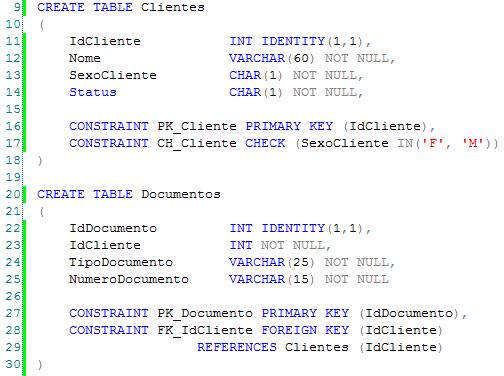 9 CREATE TABLE Clientes
10 (
11 IdCliente INT IDENTITY(1,1),
12 Nome VARCHAR(60) NOT NULL,
13 SexoCliente CHAR(1) NOT NULL,
14 Status CHAR(1) NOT NULL,
15
16 CONSTRAINT PK_Cliente PRIMARY KEY (IdCliente),
17 CONSTRAINT CH_Cliente CHECK (SexoCliente IN('F', 'M'))
18 )
19
20 CREATE TABLE Documentos
21 (
22 IdDocumento INT IDENTITY(1,1),
23 IdCliente INT NOT NULL,
24 TipoDocumento VARCHAR(25) NOT NULL,
25 NumeroDocumento VARCHAR(15) NOT NULL
26
27 CONSTRAINT PK_Documento PRIMARY KEY (IdDocumento),
28 CONSTRAINT FK_IdCliente FOREIGN KEY (IdCliente)
29 REFERENCES Clientes (IdCliente)
30 )